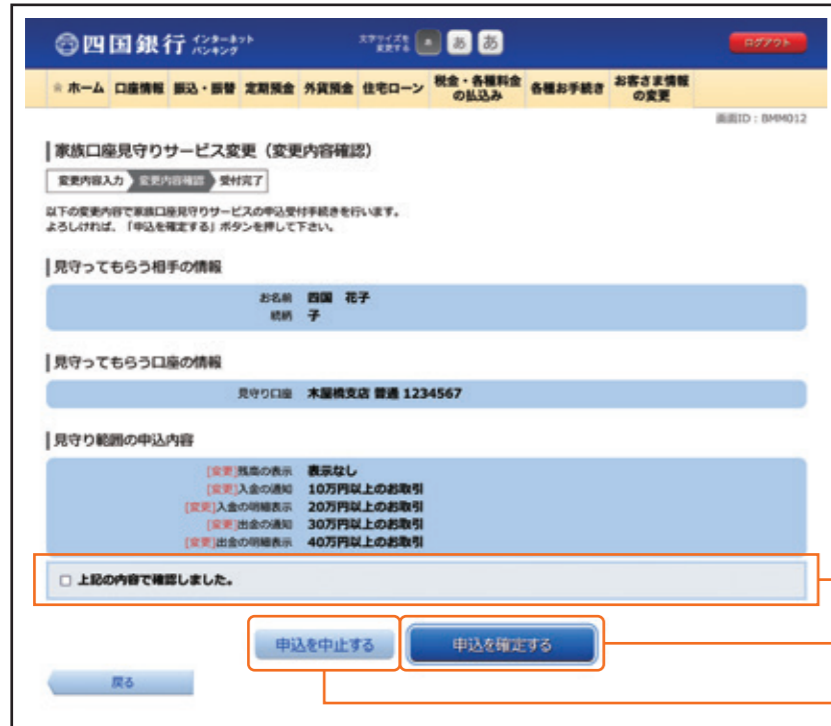 四国銀行 インターネットバンキング
文字サイズを変更する あ あ あ
ログアウト
ホーム 口座情報 振込・振替 定期預金 外貨預金 住宅ローン 税金・各種料金の払込み 各種お手続き お客さま情報の変更
画面ID：BMM012
家族口座見守りサービス変更（変更内容確認）
変更内容入力 変更内容確認 受付完了
以下の変更内容で家族口座見守りサービスの申込受付手続きを行います。
よろしければ、「申込を確定する」ボタンを押して下さい。
見守ってもらう相手の情報
お名前 四国 花子
続柄 子
見守ってもらう口座の情報
見守り口座 木屋橋支店 普通 1234567
見守り範囲の申込内容
[変更]残高の表示 表示なし
[変更]入金の通知 10万円以上のお取引
[変更]入金の明細表示 20万円以上のお取引
[変更]出金の通知 30万円以上のお取引
[変更]出金の明細表示 40万円以上のお取引
上記の内容で確認しました。
申込を中止する 申込を確定する
戻る